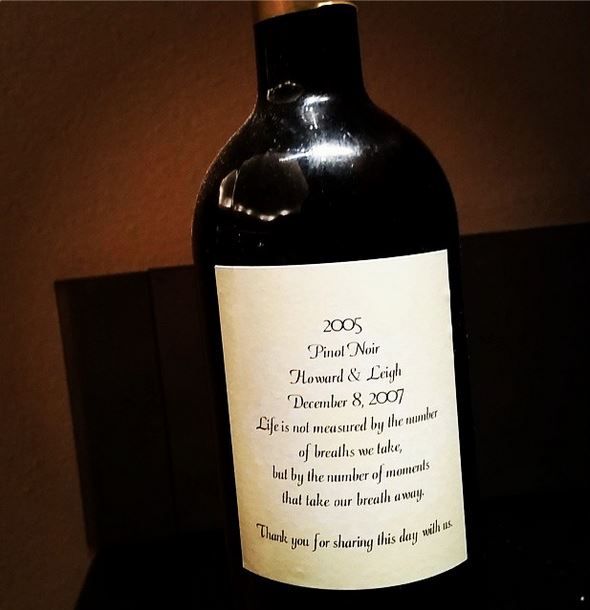 2005
Pinot Noir
Howard & Leigh
December 8, 2007
Life is not measured by the number
of breaths we take,
but by the number of moments
that take our breath away.
Thank you for sharing this day with us.